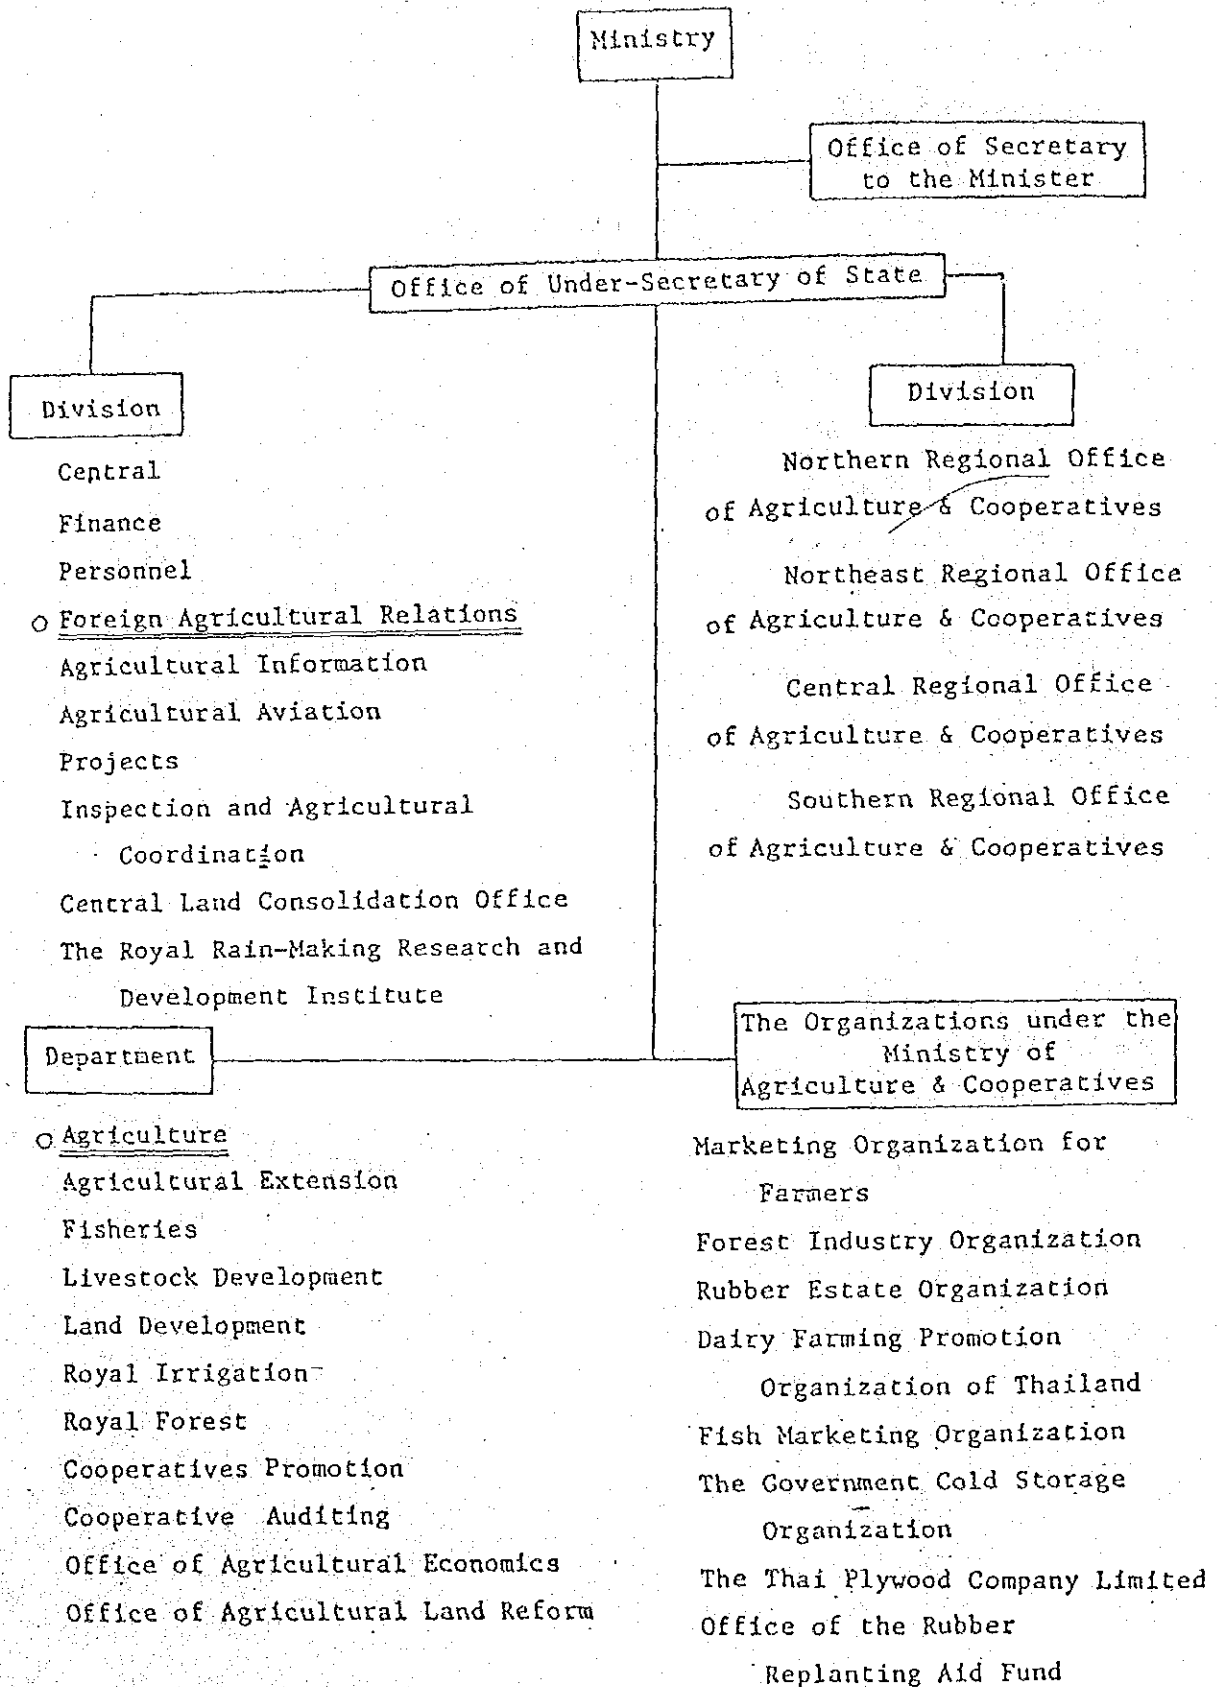 Ministry
Office of Secretary
to the Minister
Office of Under-Secretary of State
Division
Central
Finance
Personnel
o Foreign Agricultural Relations
Agricultural Information
Agricultural Aviation
Projects
Inspection and Agricultural
Coordination
Central Land Consolidation Office
The Royal Rain-Making Research and
Development Institute
Division
Northern Regional Office
of Agriculture & Cooperatives
Northeast Regional Office
of Agriculture & Cooperatives
Central Regional Office
of Agriculture & Cooperatives
Southern Regional Office
of Agriculture & Cooperatives
Department
o Agriculture
Agricultural Extension
Fisheries
Livestock Development
Land Development
Royal Irrigation
Royal Forest
Cooperatives Promotion
Cooperative Auditing
Office of Agricultural Economics
Office of Agricultural Land Reform
The Organizations under the
Ministry of
Agriculture & Cooperatives
Marketing Organization for
Farmers
Forest Industry Organization
Rubber Estate Organization
Dairy Farming Promotion
Organization of Thailand
Fish Marketing Organization
The Government Cold Storage
Organization
The Thai Plywood Company Limited
Office of the Rubber
Replanting Aid Fund